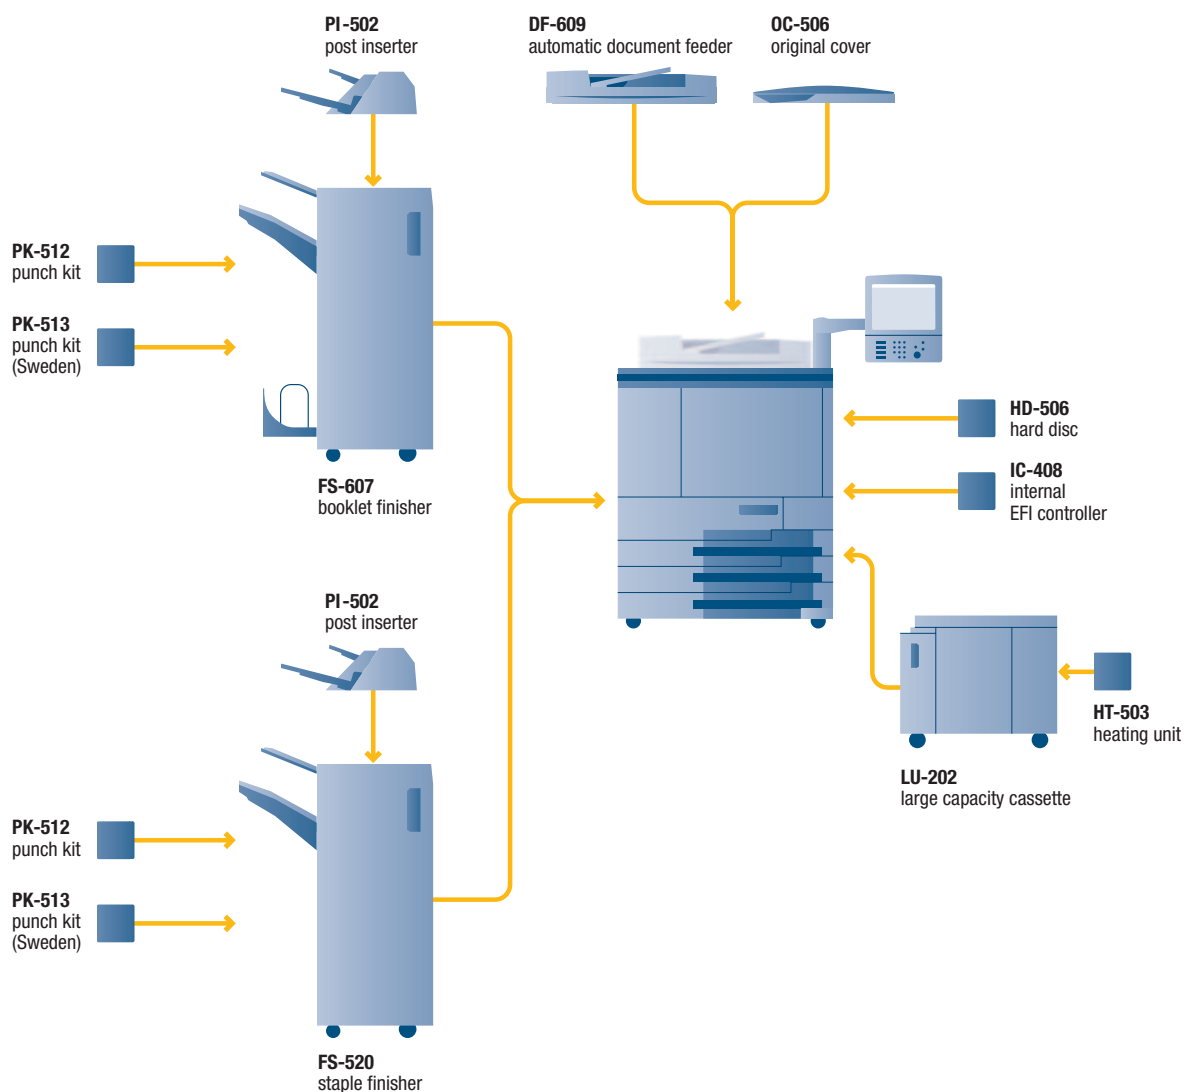 PI-502
post inserter
DF-609
automatic document feeder
OC-506
original cover
PK-512
punch kit
PK-513
punch kit
(Sweden)
FS-607
booklet finisher
HD-506
hard disc
IC-408
internal
EFI controller
PI-502
post inserter
HT-503
heating unit
LU-202
large capacity cassette
PK-512
punch kit
PK-513
punch kit
(Sweden)
FS-520
staple finisher